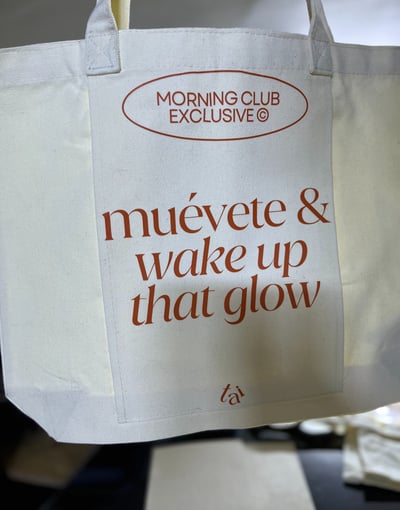 MORNING CLUB
EXCLUSIVE ©
muévete &
wake up
that glow
tai